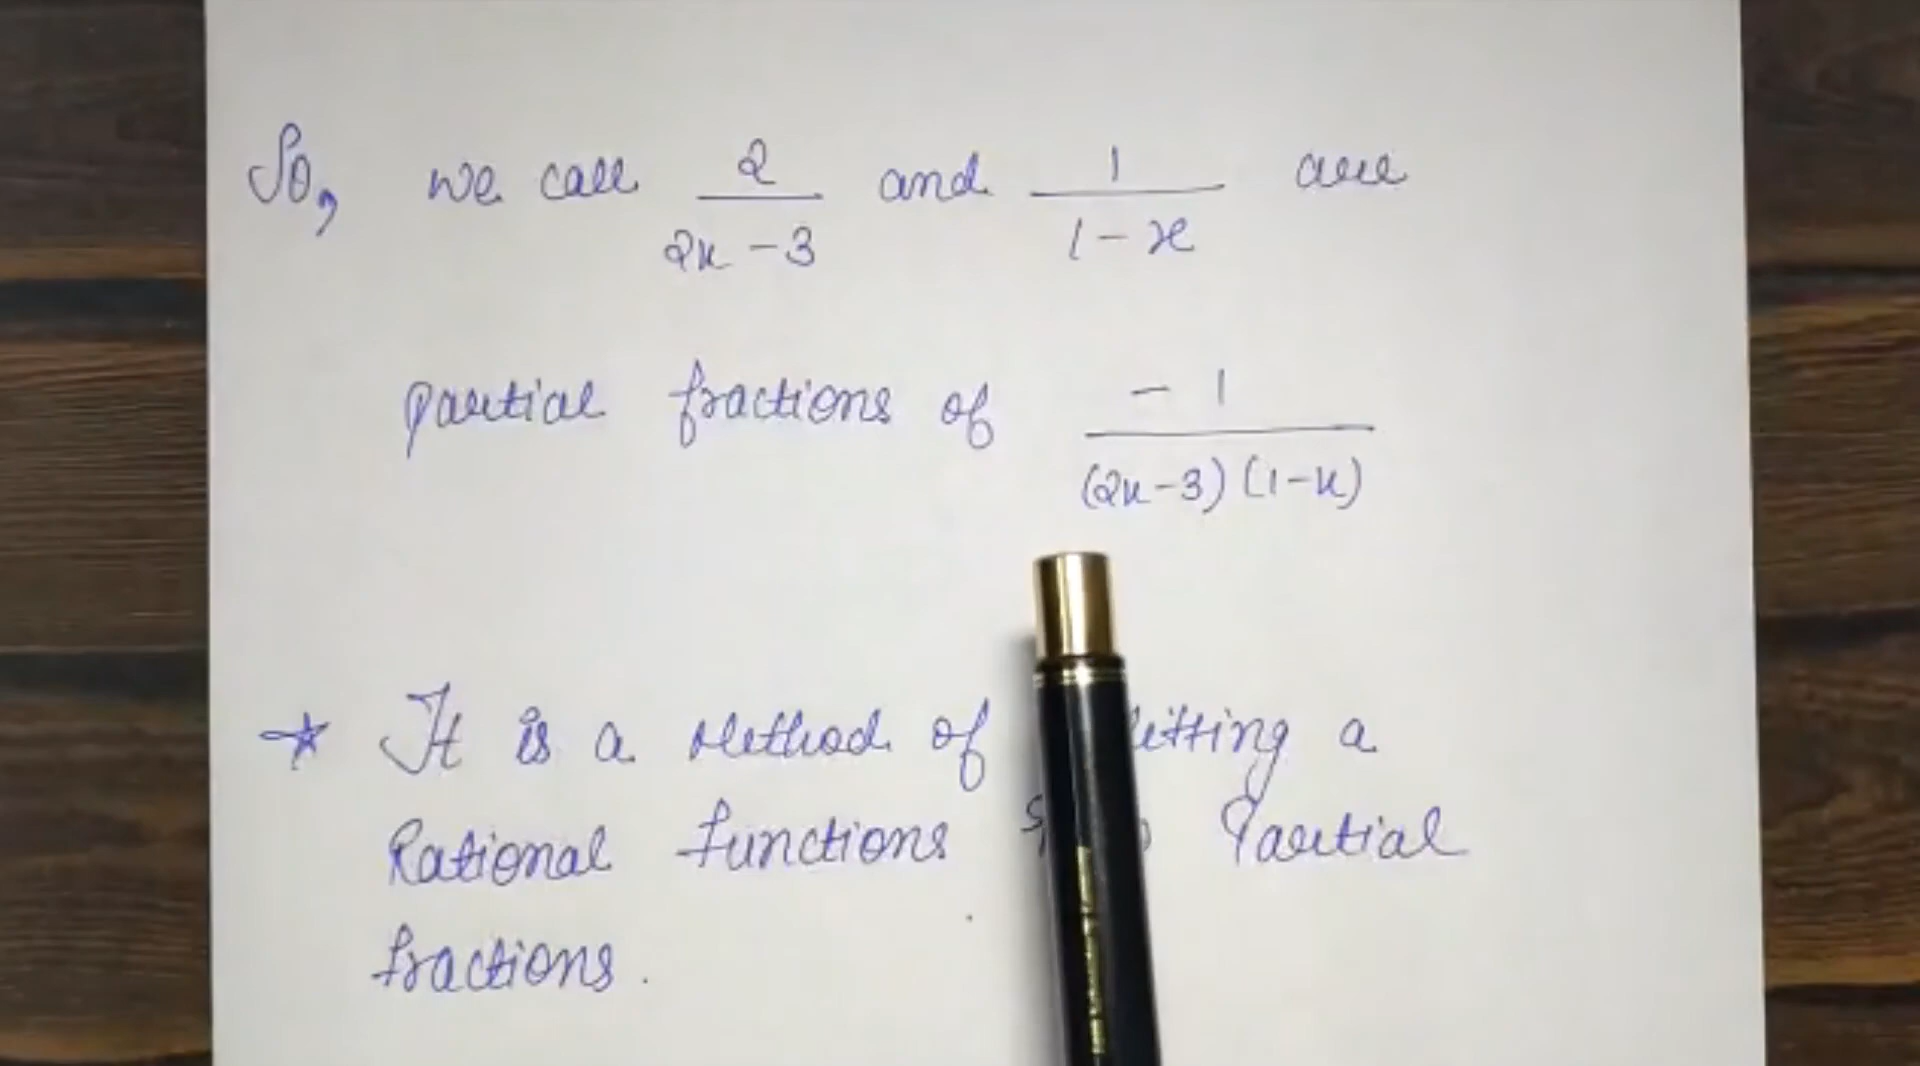 So, we call 2/(2x-3) and 1/(1-x) are
partial fractions of -1/((2x-3)(1-x))
It is a Method of a
Rational functions Partial
fractions.